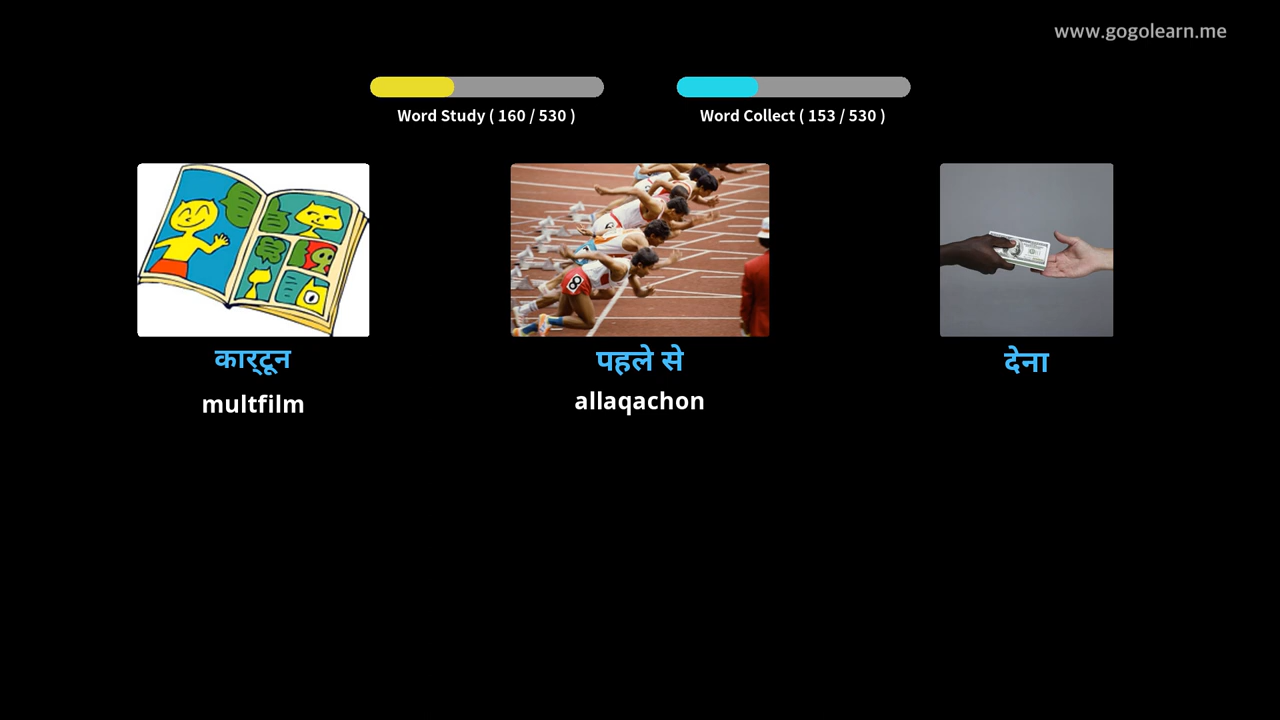 www.gogolearn.me
Word Study ( 160 / 530 )
Word Collect ( 153 / 530 )
कार्टून
पहले से
देना
multfilm
allaqachon